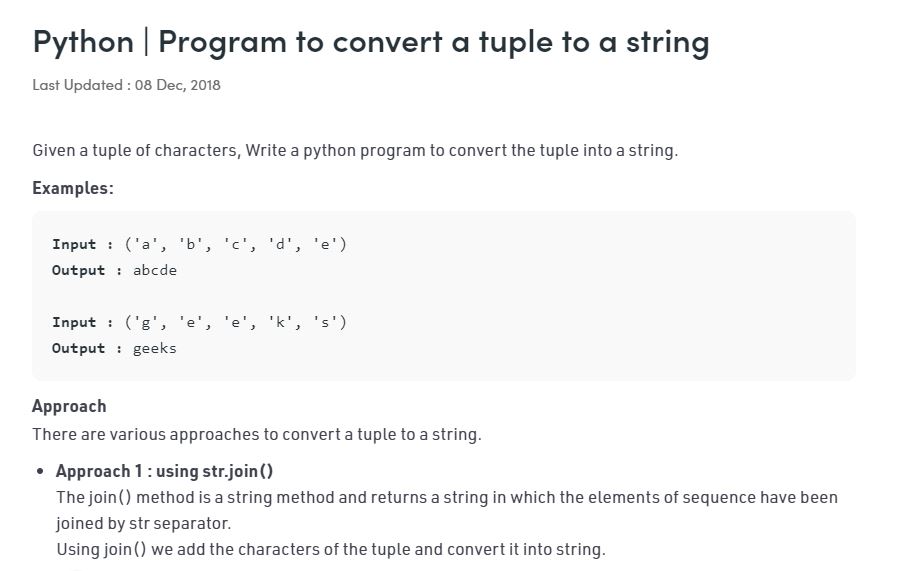 Python | Program to convert a tuple to a string
Last Updated : 08 Dec, 2018
Given a tuple of characters, Write a python program to convert the tuple into a string.
Examples:
Input : ('a', 'b', 'c', 'd', 'e')
Output : abcde
Input : ('g', 'e', 'e', 'k', 's')
Output : geeks
Approach
There are various approaches to convert a tuple to a string.
• Approach 1 : using str.join()
The join() method is a string method and returns a string in which the elements of sequence have been
joined by str separator.
Using join() we add the characters of the tuple and convert it into string.